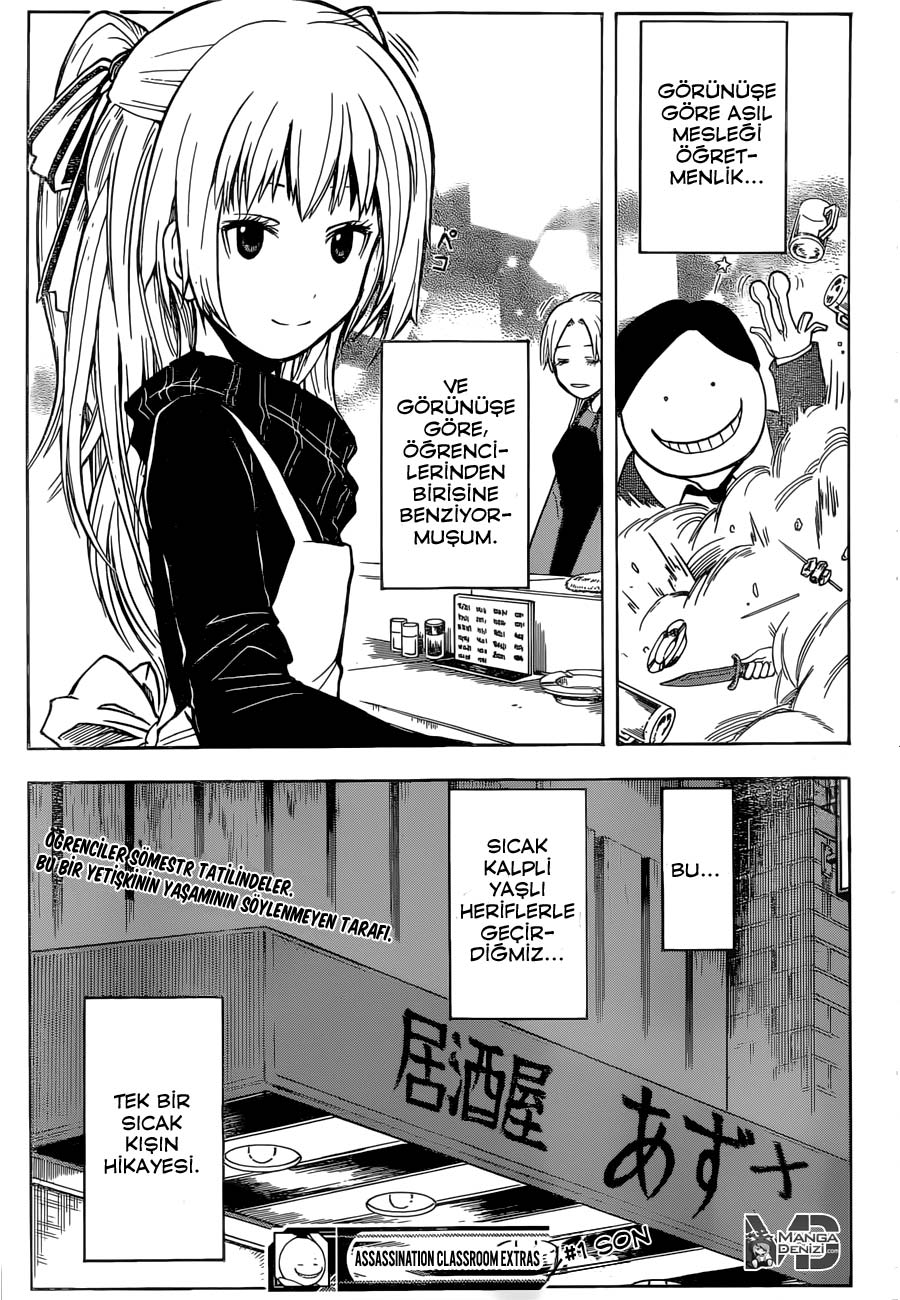 GÖRÜNÜŞE
GÖRE ASIL
MESLEĞİ
ÖĞRET-
MENLİK...
ペコ
VE
GÖRÜNÜŞE
GÖRE,
ÖĞRENCİ-
LERİNDEN
BİRİSİNE
BENZİYOR-
MUŞUM.
BU...
SICAK
KALPLİ
YAŞLI
HERİFLERLE
GEÇİR-
DİĞMİZ...
ÖĞRENCİLER SÖMESTR TATİLİNDELER.
BU BİR YETİŞKİNİN YAŞAMININ SÖYLENMEYEN TARAFI.
居酒屋 あず
TEK BİR
SICAK
KIŞIN
HİKAYESİ.
ASSASSINATION CLASSROOM EXTRAS
#1 SON
MD
MANGA
DENİZİ.com